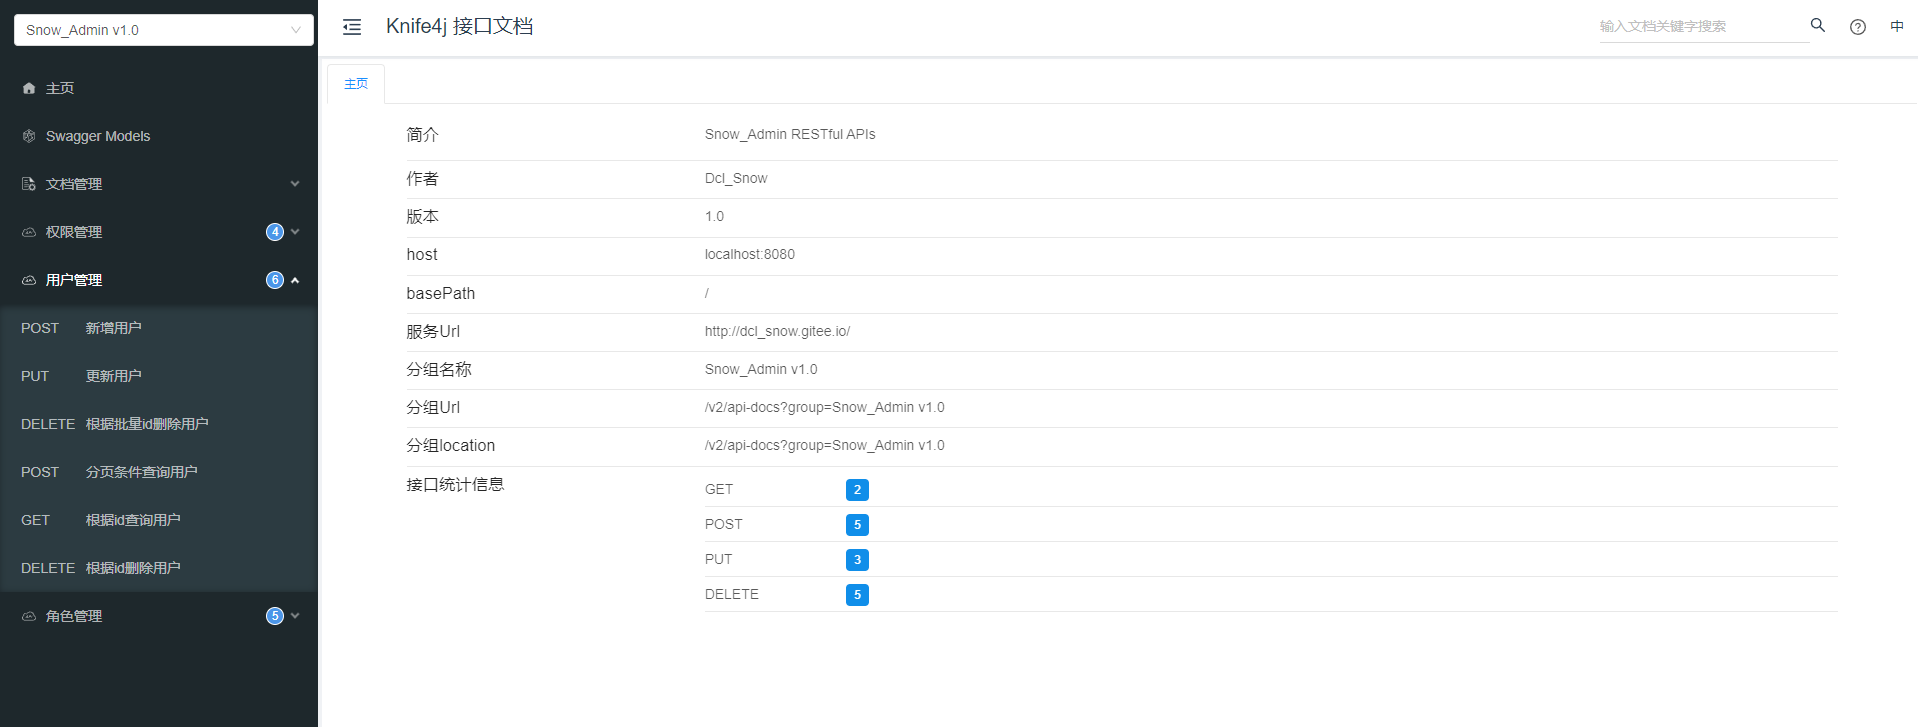 Snow_Admin v1.0
主页
Swagger Models
文档管理
权限管理 4
用户管理 6
POST 新增用户
PUT 更新用户
DELETE 根据批量id删除用户
POST 分页条件查询用户
GET 根据id查询用户
DELETE 根据id删除用户
角色管理 5
Knife4j 接口文档
输入文档关键字搜索
中
主页
简介 Snow_Admin RESTful APIs
作者 Dcl_Snow
版本 1.0
host localhost:8080
basePath /
服务Url http://dcl_snow.gitee.io/
分组名称 Snow_Admin v1.0
分组Url /v2/api-docs?group=Snow_Admin v1.0
分组location /v2/api-docs?group=Snow_Admin v1.0
接口统计信息
GET 2
POST 5
PUT 3
DELETE 5